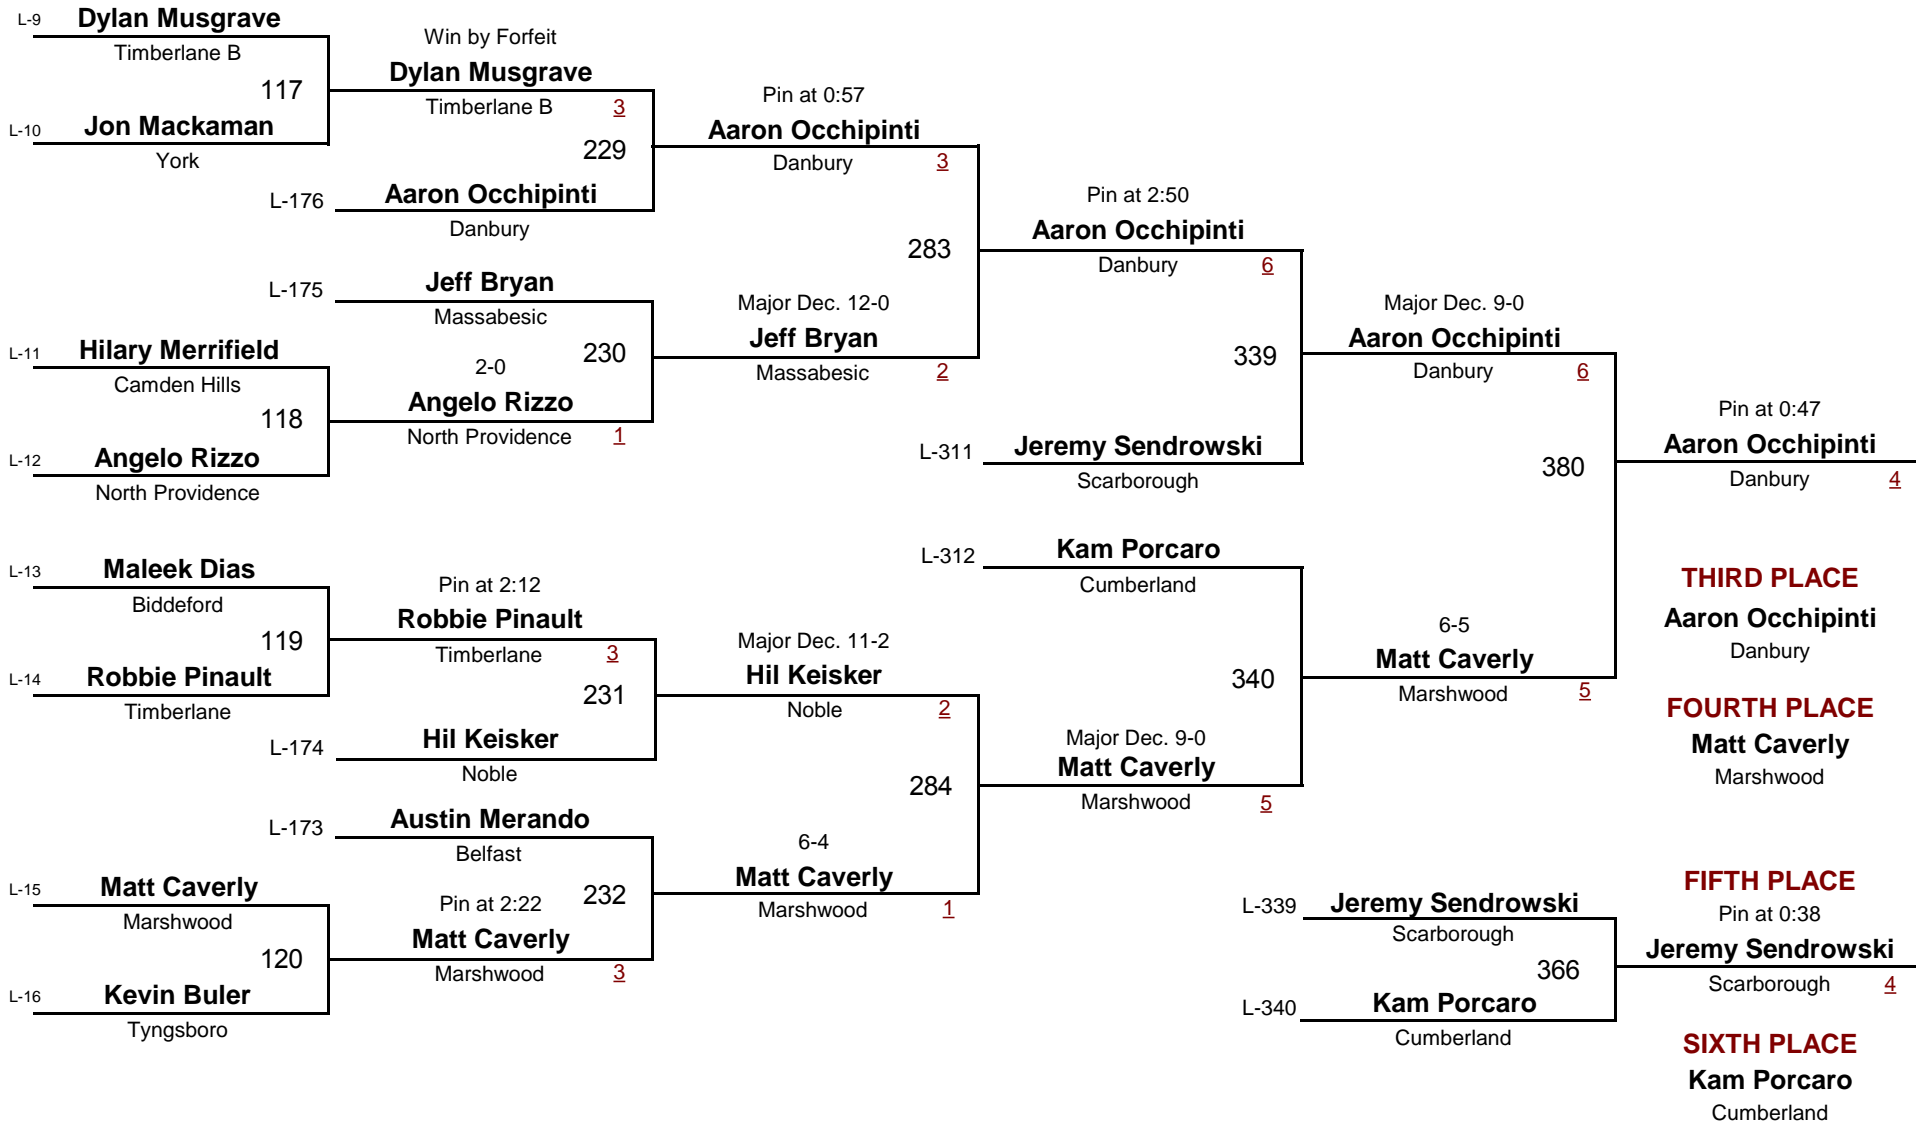 L-9 Dylan Musgrave
Timberlane B
117
L-10 Jon Mackaman
York
L-11 Hilary Merrifield
Camden Hills
118
L-12 Angelo Rizzo
North Providence
L-13 Maleek Dias
Biddeford
119
L-14 Robbie Pinault
Timberlane
L-15 Matt Caverly
Marshwood
120
L-16 Kevin Buler
Tyngsboro
Win by Forfeit
Dylan Musgrave
Timberlane B 3
229
L-176 Aaron Occhipinti
Danbury
L-175 Jeff Bryan
Massabesic
230
2-0
Angelo Rizzo
North Providence 1
Pin at 2:12
Robbie Pinault
Timberlane 3
231
L-174 Hil Keisker
Noble
L-173 Austin Merando
Belfast
232
Pin at 2:22
Matt Caverly
Marshwood 3
Pin at 0:57
Aaron Occhipinti
Danbury 3
283
Major Dec. 12-0
Jeff Bryan
Massabesic 2
Major Dec. 11-2
Hil Keisker
Noble 2
284
6-4
Matt Caverly
Marshwood 1
Pin at 2:50
Aaron Occhipinti
Danbury 6
339
L-311 Jeremy Sendrowski
Scarborough
L-312 Kam Porcaro
Cumberland
340
Major Dec. 9-0
Matt Caverly
Marshwood 5
Major Dec. 9-0
Aaron Occhipinti
Danbury 6
380
6-5
Matt Caverly
Marshwood 5
Pin at 0:47
Aaron Occhipinti
Danbury 4
THIRD PLACE
Aaron Occhipinti
Danbury
FOURTH PLACE
Matt Caverly
Marshwood
L-339 Jeremy Sendrowski
Scarborough
366
L-340 Kam Porcaro
Cumberland
FIFTH PLACE
Pin at 0:38
Jeremy Sendrowski
Scarborough 4
SIXTH PLACE
Kam Porcaro
Cumberland